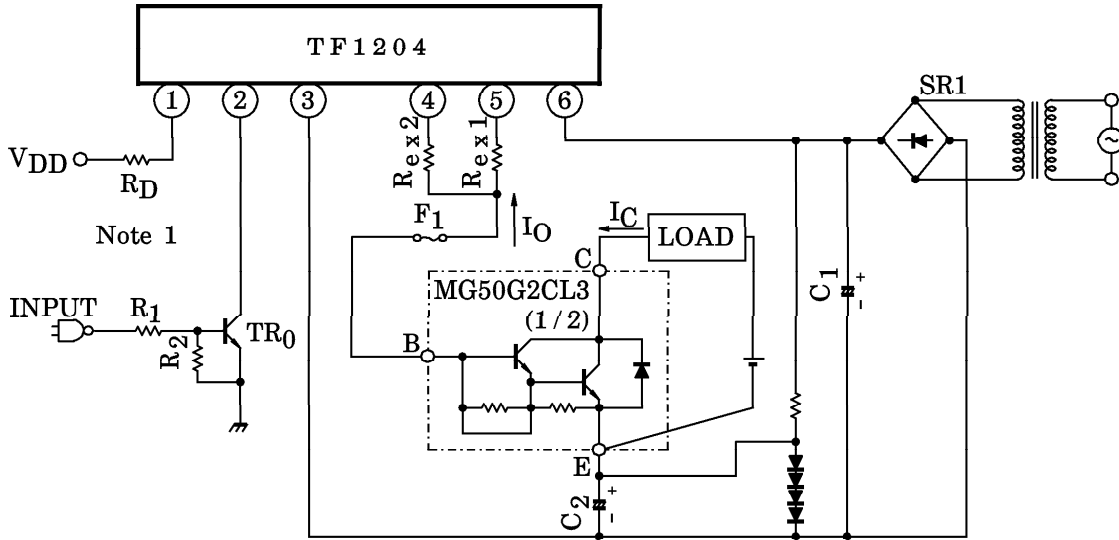 TF1204
1 2 3 4 5 6
SR1
VDD
RD
Rex2
Rex1
Note 1
F1
IO
IC
LOAD
C
MG50G2CL3
(1/2)
C1
+
-
INPUT
R1
R2
TR0
B
E
C2
+
-